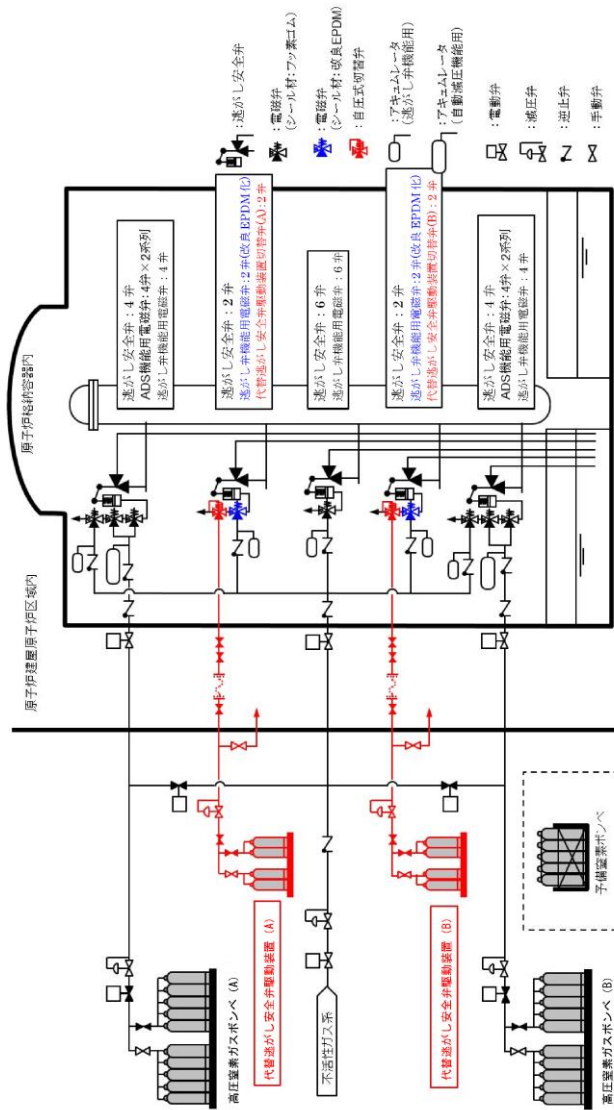 原子炉建屋原子炉区域内
原子炉格納容器内
逃がし安全弁：4 弁
ADS機能用電磁弁：4弁×2系列
逃がし弁機能用電磁弁：4 弁
逃がし安全弁：2 弁
逃がし弁機能用電磁弁：2 弁(改良 EPDM 化)
代替逃がし安全弁駆動装置切替弁(A)：2 弁
逃がし安全弁：6 弁
逃がし弁機能用電磁弁：6 弁
逃がし安全弁：2 弁
逃がし弁機能用電磁弁：2 弁(改良 EPDM 化)
代替逃がし安全弁駆動装置切替弁(B)：2 弁
逃がし安全弁：4 弁
ADS機能用電磁弁：4弁×2系列
逃がし弁機能用電磁弁：4 弁
：逃がし安全弁
：電磁弁
(シール材：フッ素ゴム)
：電磁弁
(シール材：改良EPDM)
：自圧式切替弁
：アキュムレータ
(逃がし弁機能用)
：アキュムレータ
(自動減圧機能用)
：電動弁
：減圧弁
：逆止弁
：手動弁
高圧窒素ガスボンベ (A)
代替逃がし安全弁駆動装置 (A)
不活性ガス系
代替逃がし安全弁駆動装置 (B)
高圧窒素ガスボンベ (B)
予備窒素ボンベ